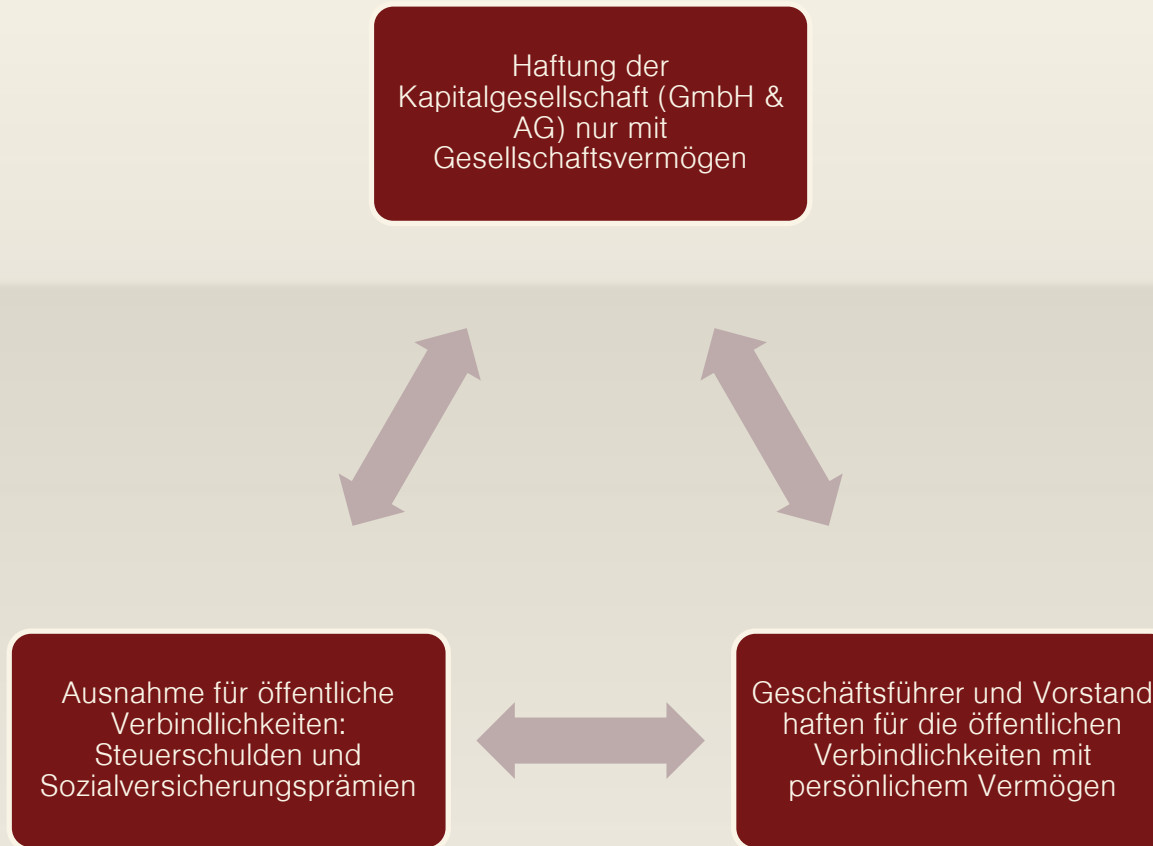 Haftung der
Kapitalgesellschaft (GmbH &
AG) nur mit
Gesellschaftsvermögen
Ausnahme für öffentliche
Verbindlichkeiten:
Steuerschulden und
Sozialversicherungsprämien
Geschäftsführer und Vorstand
haften für die öffentlichen
Verbindlichkeiten mit
persönlichem Vermögen